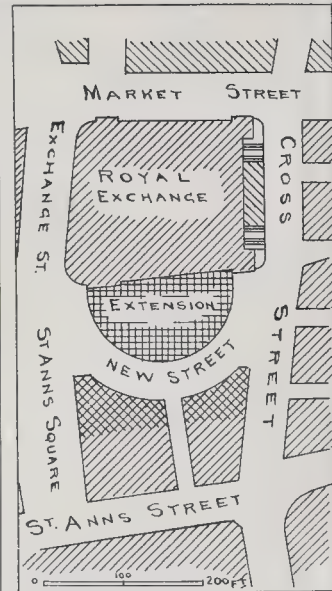 MARKET STREET
EXCHANGE ST.
ROYAL
EXCHANGE
CROSS
STREET
EXTENSION
NEW STREET
ST ANNS SQUARE
ST. ANNS STREET
0 100 200 FT